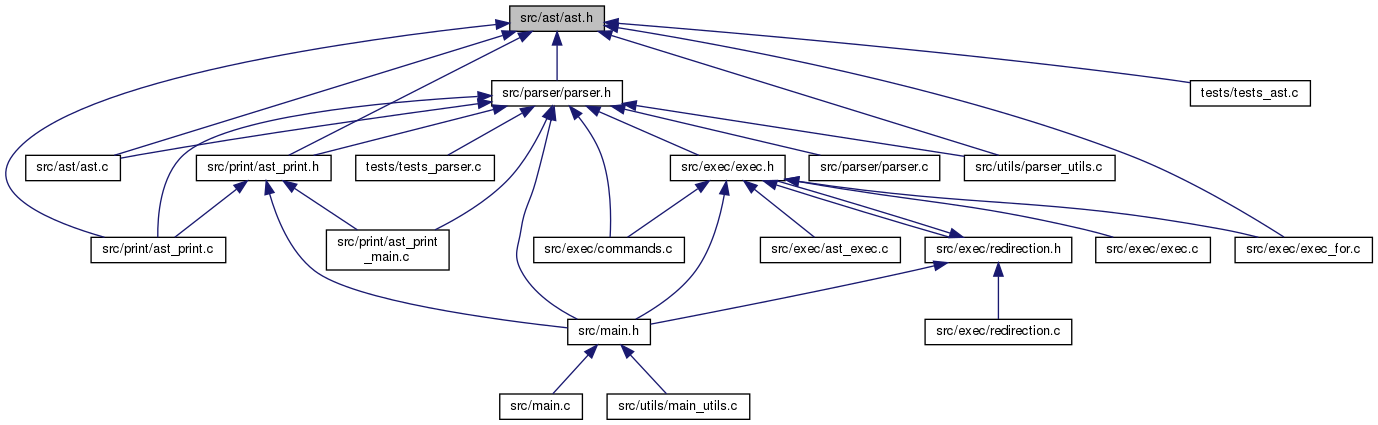 src/ast/ast.h
src/parser/parser.h
tests/tests_ast.c
src/ast/ast.c
src/print/ast_print.h
tests/tests_parser.c
src/exec/exec.h
src/parser/parser.c
src/utils/parser_utils.c
src/print/ast_print.c
src/print/ast_print
_main.c
src/exec/commands.c
src/exec/ast_exec.c
src/exec/redirection.h
src/exec/exec.c
src/exec/exec_for.c
src/main.h
src/exec/redirection.c
src/main.c
src/utils/main_utils.c